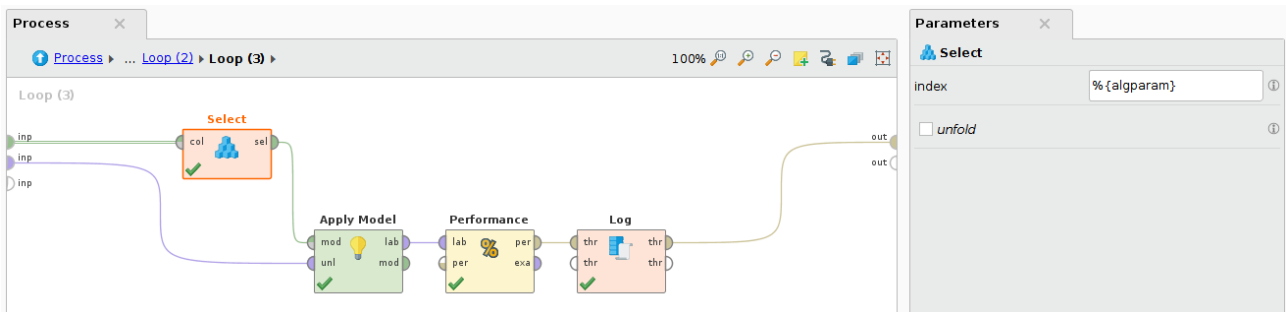 Process
Process ... Loop (2) Loop (3)
100%
Loop (3)
Select
inp
col
sel
inp
inp
out
out
Apply Model
mod
lab
unl
mod
Performance
lab
%
per
per
exa
Log
thr
thr
thr
thr
Parameters
Select
index
%{algparam}
unfold